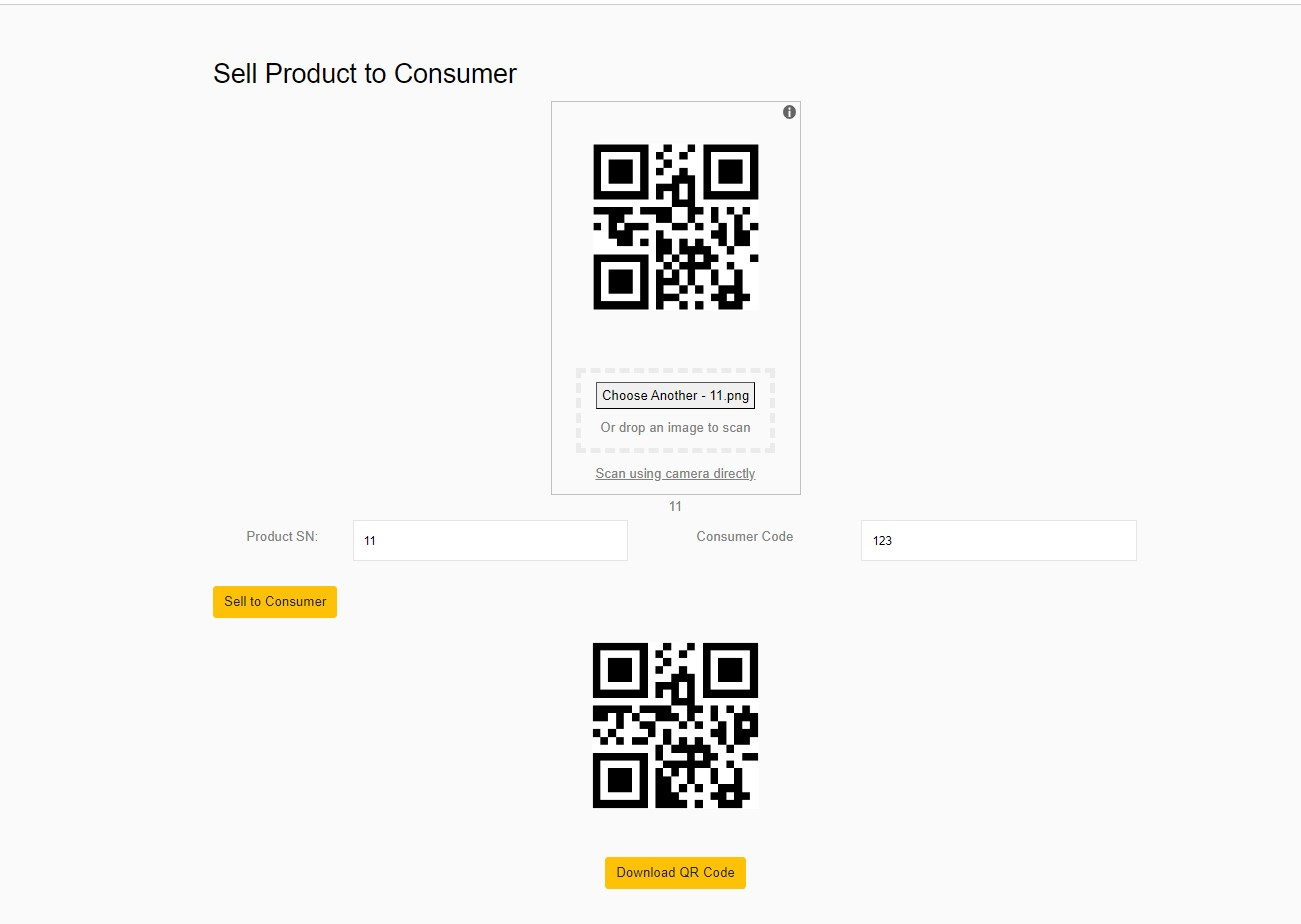 Sell Product to Consumer
Choose Another - 11.png
Or drop an image to scan
Scan using camera directly
11
Product SN: 11 Consumer Code 123
Sell to Consumer
Download QR Code